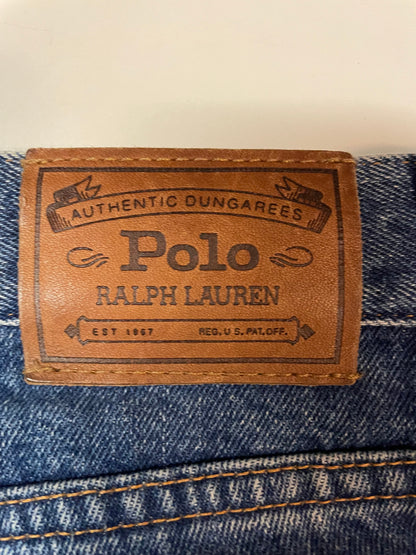 AUTHENTIC DUNGAREES
Polo
RALPH LAUREN
EST 1967 REG. U.S. PAT. OFF.